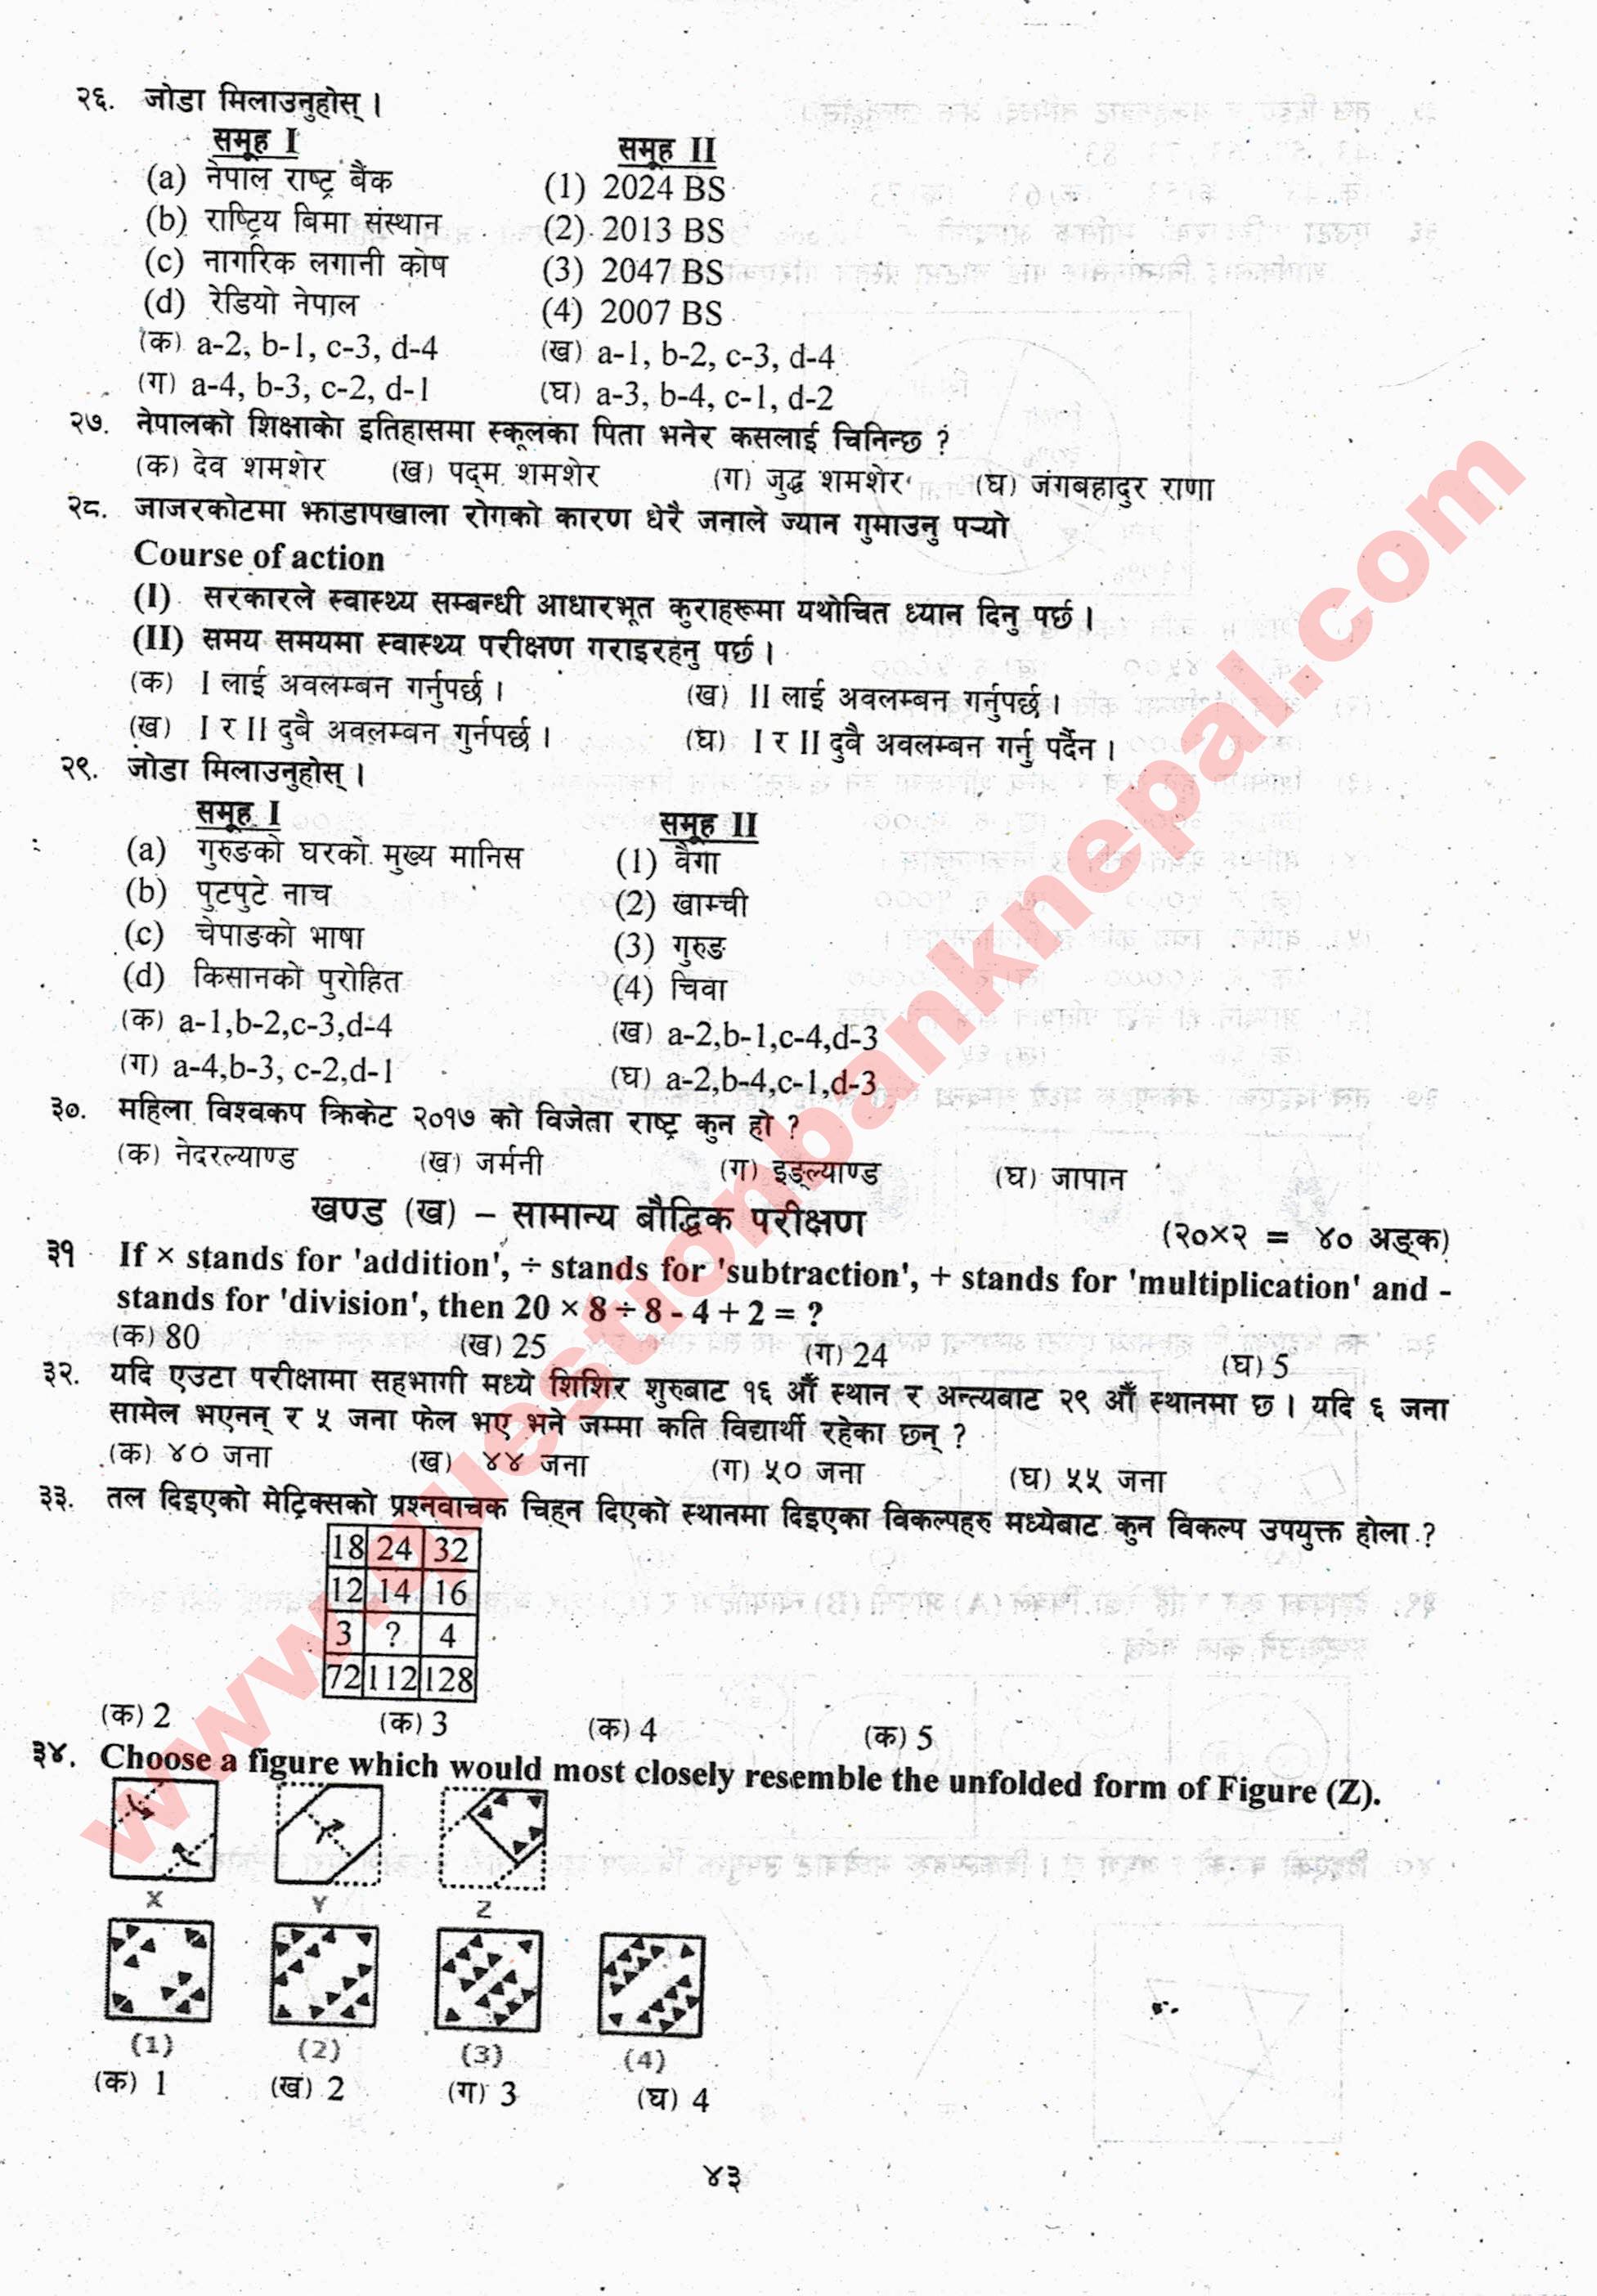 २६. जोडा मिलाउनुहोस् ।
समूह I समूह II
(a) नेपाल राष्ट्र बैंक (1) 2024 BS
(b) राष्ट्रिय बिमा संस्थान (2) 2013 BS
(c) नागरिक लगानी कोष (3) 2047 BS
(d) रेडियो नेपाल (4) 2007 BS
(क) a-2, b-1, c-3, d-4 (ख) a-1, b-2, c-3, d-4
(ग) a-4, b-3, c-2, d-1 (घ) a-3, b-4, c-1, d-2
२७. नेपालको शिक्षाको इतिहासमा स्कूलका पिता भनेर कसलाई चिनिन्छ ?
(क) देव शमशेर (ख) पद्म शमशेर (ग) जुद्ध शमशेर (घ) जंगबहादुर राणा
२८. जाजरकोटमा झाडापखाला रोगको कारण धेरै जनाले ज्यान गुमाउनु पऱ्यो
Course of action
(I) सरकारले स्वास्थ्य सम्बन्धी आधारभूत कुराहरूमा यथोचित ध्यान दिनु पर्छ ।
(II) समय समयमा स्वास्थ्य परीक्षण गराइरहनु पर्छ ।
(क) I लाई अवलम्बन गर्नुपर्छ । (ख) II लाई अवलम्बन गर्नुपर्छ ।
(ख) I र II दुबै अवलम्बन गुर्नपर्छ । (घ) I र II दुबै अवलम्बन गर्नु पर्दैन ।
२९. जोडा मिलाउनुहोस् ।
समूह I समूह II
(a) गुरुङको घरको मुख्य मानिस (1) वैगा
(b) पुटपुटे नाच (2) खाम्ची
(c) चेपाङको भाषा (3) गुरुङ
(d) किसानको पुरोहित (4) चिवा
(क) a-1,b-2,c-3,d-4 (ख) a-2,b-1,c-4,d-3
(ग) a-4,b-3, c-2,d-1 (घ) a-2,b-4,c-1,d-3
३०. महिला विश्वकप क्रिकेट २०१७ को विजेता राष्ट्र कुन हो ?
(क) नेदरल्याण्ड (ख) जर्मनी (ग) इङ्ल्याण्ड (घ) जापान
खण्ड (ख) – सामान्य बौद्धिक परीक्षण (२०×२ = ४० अङ्क)
३१ If × stands for 'addition', ÷ stands for 'subtraction', + stands for 'multiplication' and -
stands for 'division', then 20 × 8 ÷ 8 - 4 + 2 = ?
(क) 80 (ख) 25 (ग) 24 (घ) 5
३२. यदि एउटा परीक्षामा सहभागी मध्ये शिशिर शुरुबाट १६ औँ स्थान र अन्त्यबाट २९ औँ स्थानमा छ । यदि ६ जना
सामेल भएनन् र ५ जना फेल भए भने जम्मा कति विद्यार्थी रहेका छन् ?
(क) ४० जना (ख) ४४ जना (ग) ५० जना (घ) ५५ जना
३३. तल दिइएको मेट्रिक्सको प्रश्नवाचक चिह्न दिएको स्थानमा दिइएका विकल्पहरु मध्येबाट कुन विकल्प उपयुक्त होला ?
18 24 32
12 14 16
3 ? 4
72 112 128
(क) 2 (क) 3 (क) 4 (क) 5
३४. Choose a figure which would most closely resemble the unfolded form of Figure (Z).
X Y Z
(1) (2) (3) (4)
(क) 1 (ख) 2 (ग) 3 (घ) 4
४३
www.questionbanknepal.com